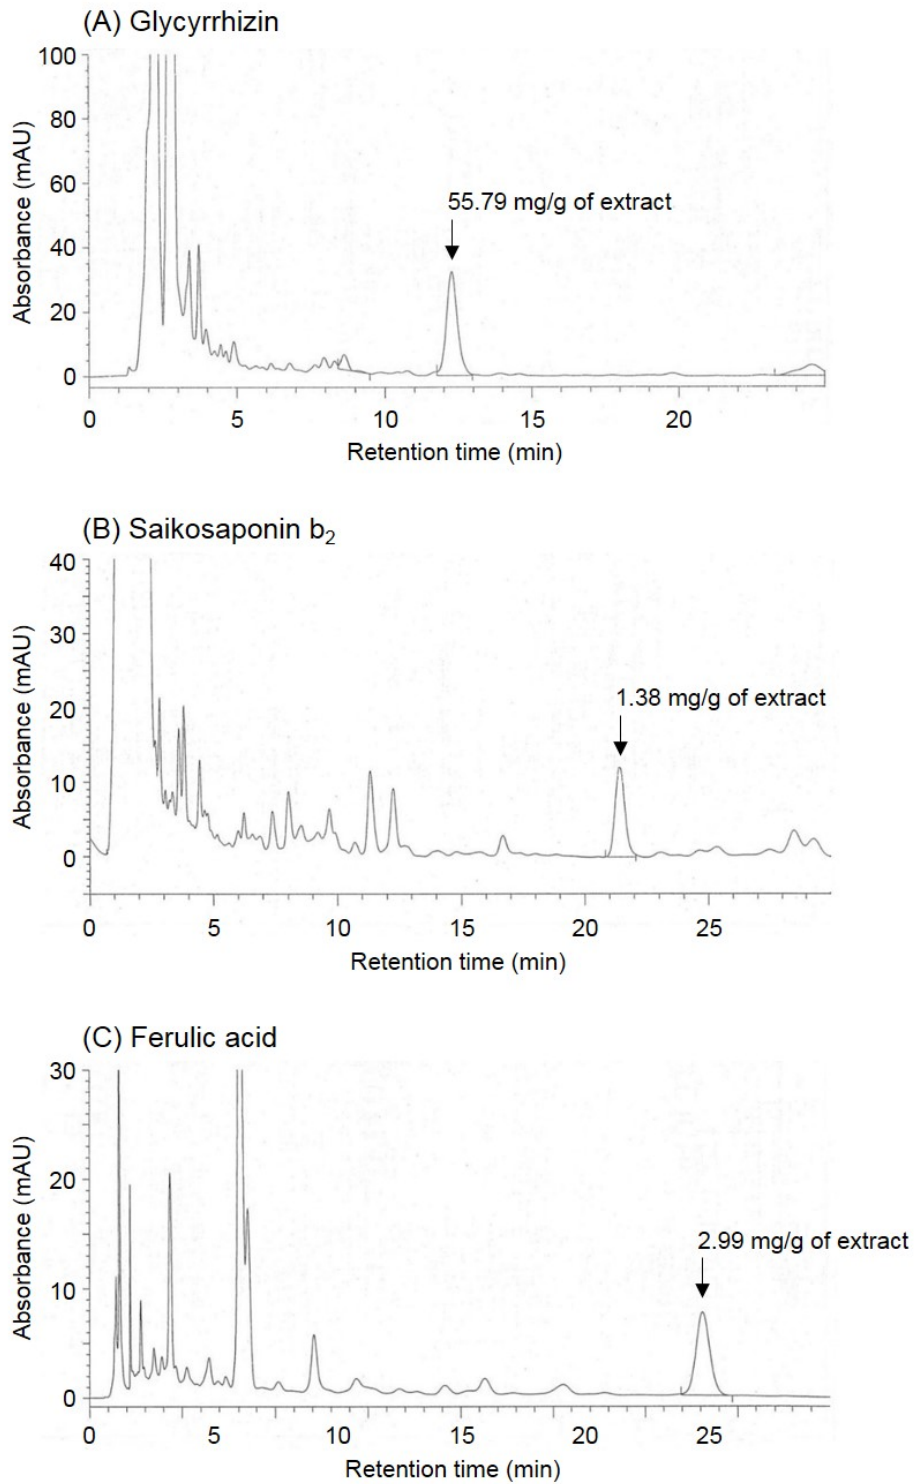 (A) Glycyrrhizin
100
80
60
40
20
0
Absorbance (mAU)
55.79 mg/g of extract
0 5 10 15 20
Retention time (min)
(B) Saikosaponin b₂
40
30
20
10
0
Absorbance (mAU)
1.38 mg/g of extract
0 5 10 15 20 25
Retention time (min)
(C) Ferulic acid
30
20
10
0
Absorbance (mAU)
2.99 mg/g of extract
0 5 10 15 20 25
Retention time (min)